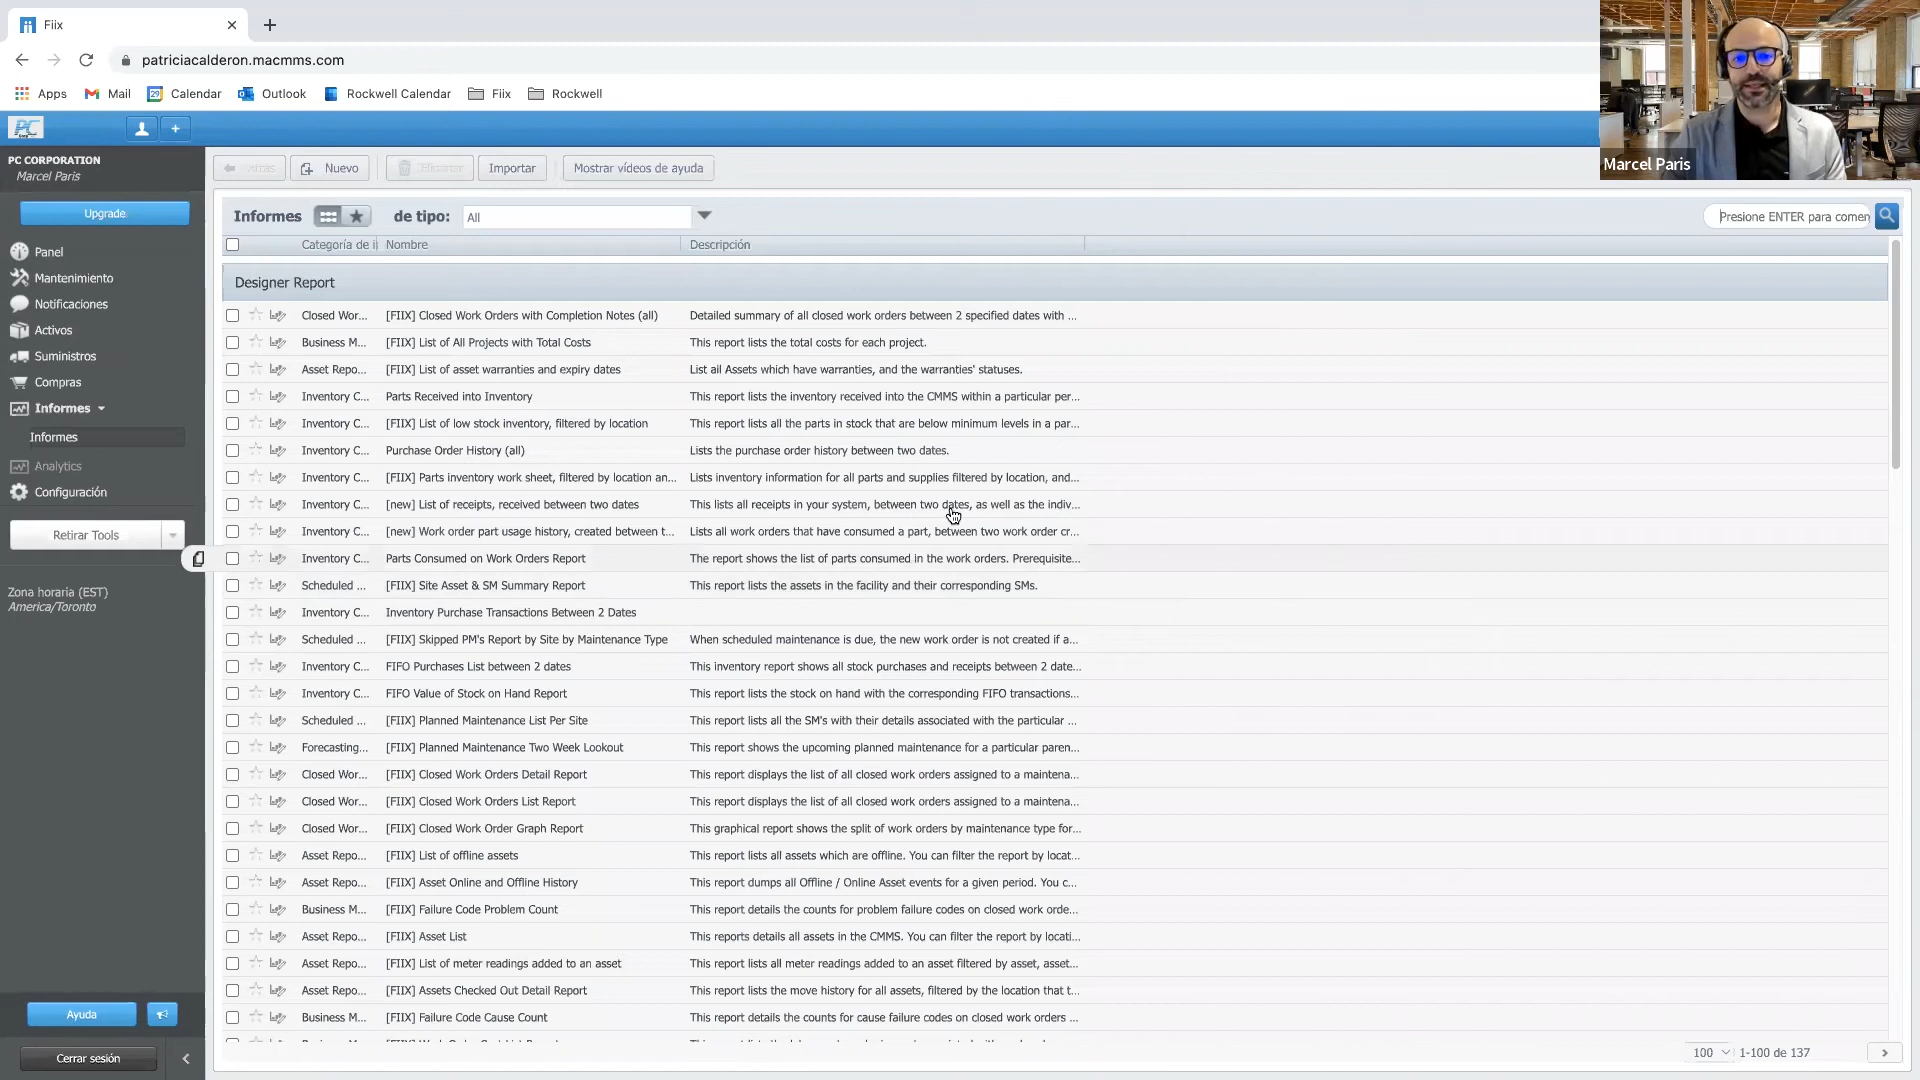 Fiix
patriciacalderon.macmms.com
Apps Mail Calendar Outlook Rockwell Calendar Fiix Rockwell
PC
PC CORPORATION
Marcel Paris
Upgrade
Panel
Mantenimiento
Notificaciones
Activos
Suministros
Compras
Informes
Informes
Analytics
Configuración
Retirar Tools
Zona horaria (EST)
America/Toronto
Ayuda
Cerrar sesión
Atrás Nuevo Eliminar Importar Mostrar vídeos de ayuda
Marcel Paris
Informes de tipo: All Presione ENTER para comen
Categoría de i Nombre Descripción
Designer Report
Closed Wor... [FIIX] Closed Work Orders with Completion Notes (all) Detailed summary of all closed work orders between 2 specified dates with ...
Business M... [FIIX] List of All Projects with Total Costs This report lists the total costs for each project.
Asset Repo... [FIIX] List of asset warranties and expiry dates List all Assets which have warranties, and the warranties' statuses.
Inventory C... Parts Received into Inventory This report lists the inventory received into the CMMS within a particular per...
Inventory C... [FIIX] List of low stock inventory, filtered by location This report lists all the parts in stock that are below minimum levels in a par...
Inventory C... Purchase Order History (all) Lists the purchase order history between two dates.
Inventory C... [FIIX] Parts inventory work sheet, filtered by location an... Lists inventory information for all parts and supplies filtered by location, and...
Inventory C... [new] List of receipts, received between two dates This lists all receipts in your system, between two dates, as well as the indiv...
Inventory C... [new] Work order part usage history, created between t... Lists all work orders that have consumed a part, between two work order cr...
Inventory C... Parts Consumed on Work Orders Report The report shows the list of parts consumed in the work orders. Prerequisite...
Scheduled ... [FIIX] Site Asset & SM Summary Report This report lists the assets in the facility and their corresponding SMs.
Inventory C... Inventory Purchase Transactions Between 2 Dates
Scheduled ... [FIIX] Skipped PM's Report by Site by Maintenance Type When scheduled maintenance is due, the new work order is not created if a...
Inventory C... FIFO Purchases List between 2 dates This inventory report shows all stock purchases and receipts between 2 date...
Inventory C... FIFO Value of Stock on Hand Report This report lists the stock on hand with the corresponding FIFO transactions...
Scheduled ... [FIIX] Planned Maintenance List Per Site This report lists all the SM's with their details associated with the particular ...
Forecasting... [FIIX] Planned Maintenance Two Week Lookout This report shows the upcoming planned maintenance for a particular paren...
Closed Wor... [FIIX] Closed Work Orders Detail Report This report displays the list of all closed work orders assigned to a maintena...
Closed Wor... [FIIX] Closed Work Orders List Report This report displays the list of all closed work orders assigned to a maintena...
Closed Wor... [FIIX] Closed Work Order Graph Report This graphical report shows the split of work orders by maintenance type for...
Asset Repo... [FIIX] List of offline assets This report lists all assets which are offline. You can filter the report by locat...
Asset Repo... [FIIX] Asset Online and Offline History This report dumps all Offline / Online Asset events for a given period. You c...
Business M... [FIIX] Failure Code Problem Count This report details the counts for problem failure codes on closed work orde...
Asset Repo... [FIIX] Asset List This reports details all assets in the CMMS. You can filter the report by locati...
Asset Repo... [FIIX] List of meter readings added to an asset This report lists all meter readings added to an asset filtered by asset, asset...
Asset Repo... [FIIX] Assets Checked Out Detail Report This report lists the move history for all assets, filtered by the location that t...
Business M... [FIIX] Failure Code Cause Count This report details the counts for cause failure codes on closed work orders ...
100 1-100 de 137